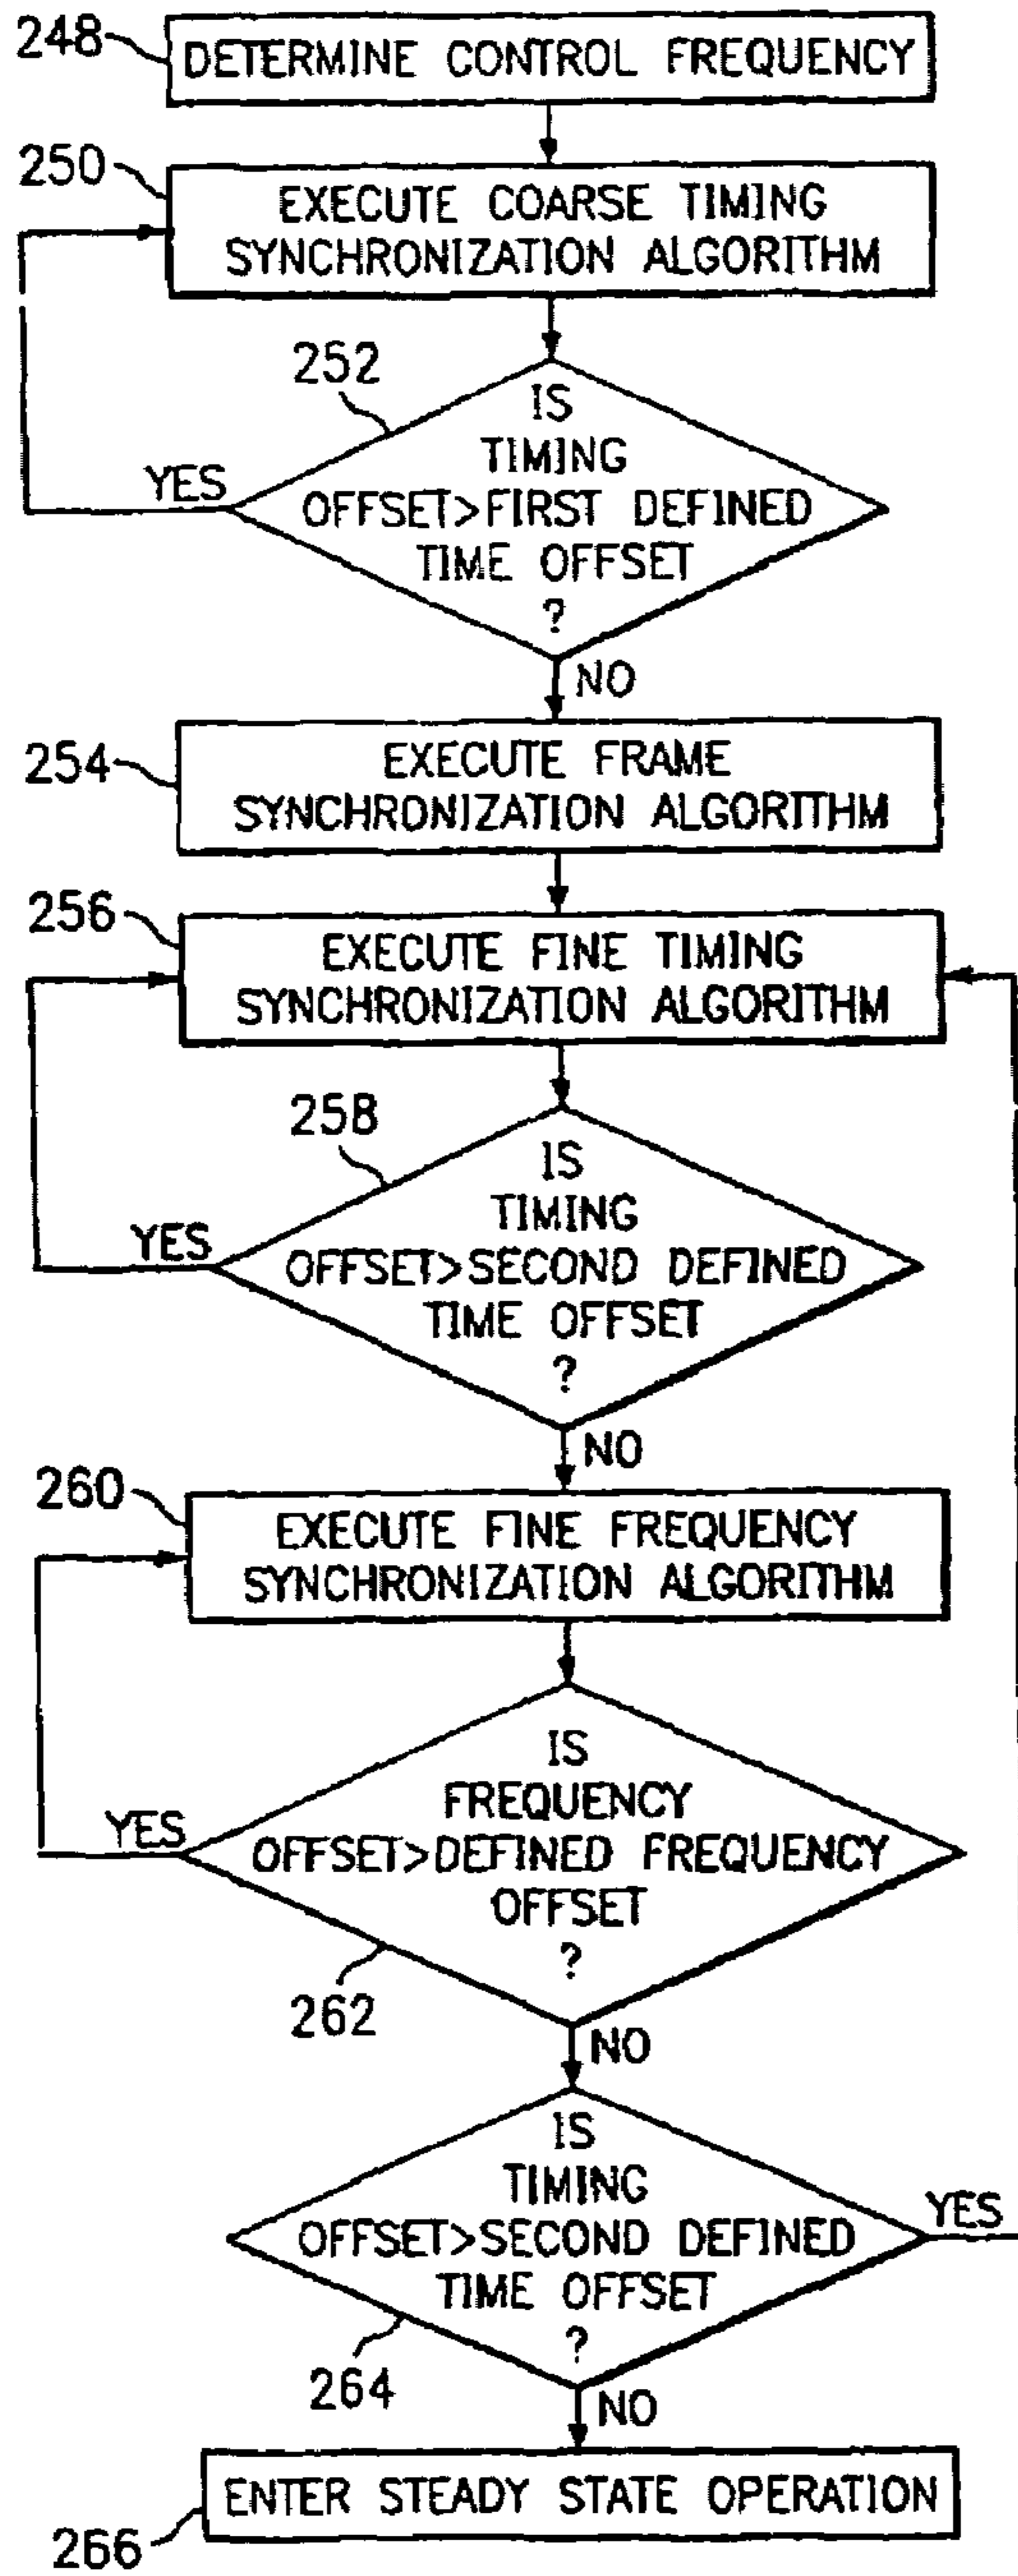 248
DETERMINE CONTROL FREQUENCY
250
EXECUTE COARSE TIMING
SYNCHRONIZATION ALGORITHM
252
IS
TIMING
OFFSET>FIRST DEFINED
TIME OFFSET
?
YES
NO
254
EXECUTE FRAME
SYNCHRONIZATION ALGORITHM
256
EXECUTE FINE TIMING
SYNCHRONIZATION ALGORITHM
258
IS
TIMING
OFFSET>SECOND DEFINED
TIME OFFSET
?
YES
NO
260
EXECUTE FINE FREQUENCY
SYNCHRONIZATION ALGORITHM
IS
FREQUENCY
OFFSET>DEFINED FREQUENCY
OFFSET
?
YES
262
NO
IS
TIMING
OFFSET>SECOND DEFINED
TIME OFFSET
?
YES
264
NO
ENTER STEADY STATE OPERATION
266